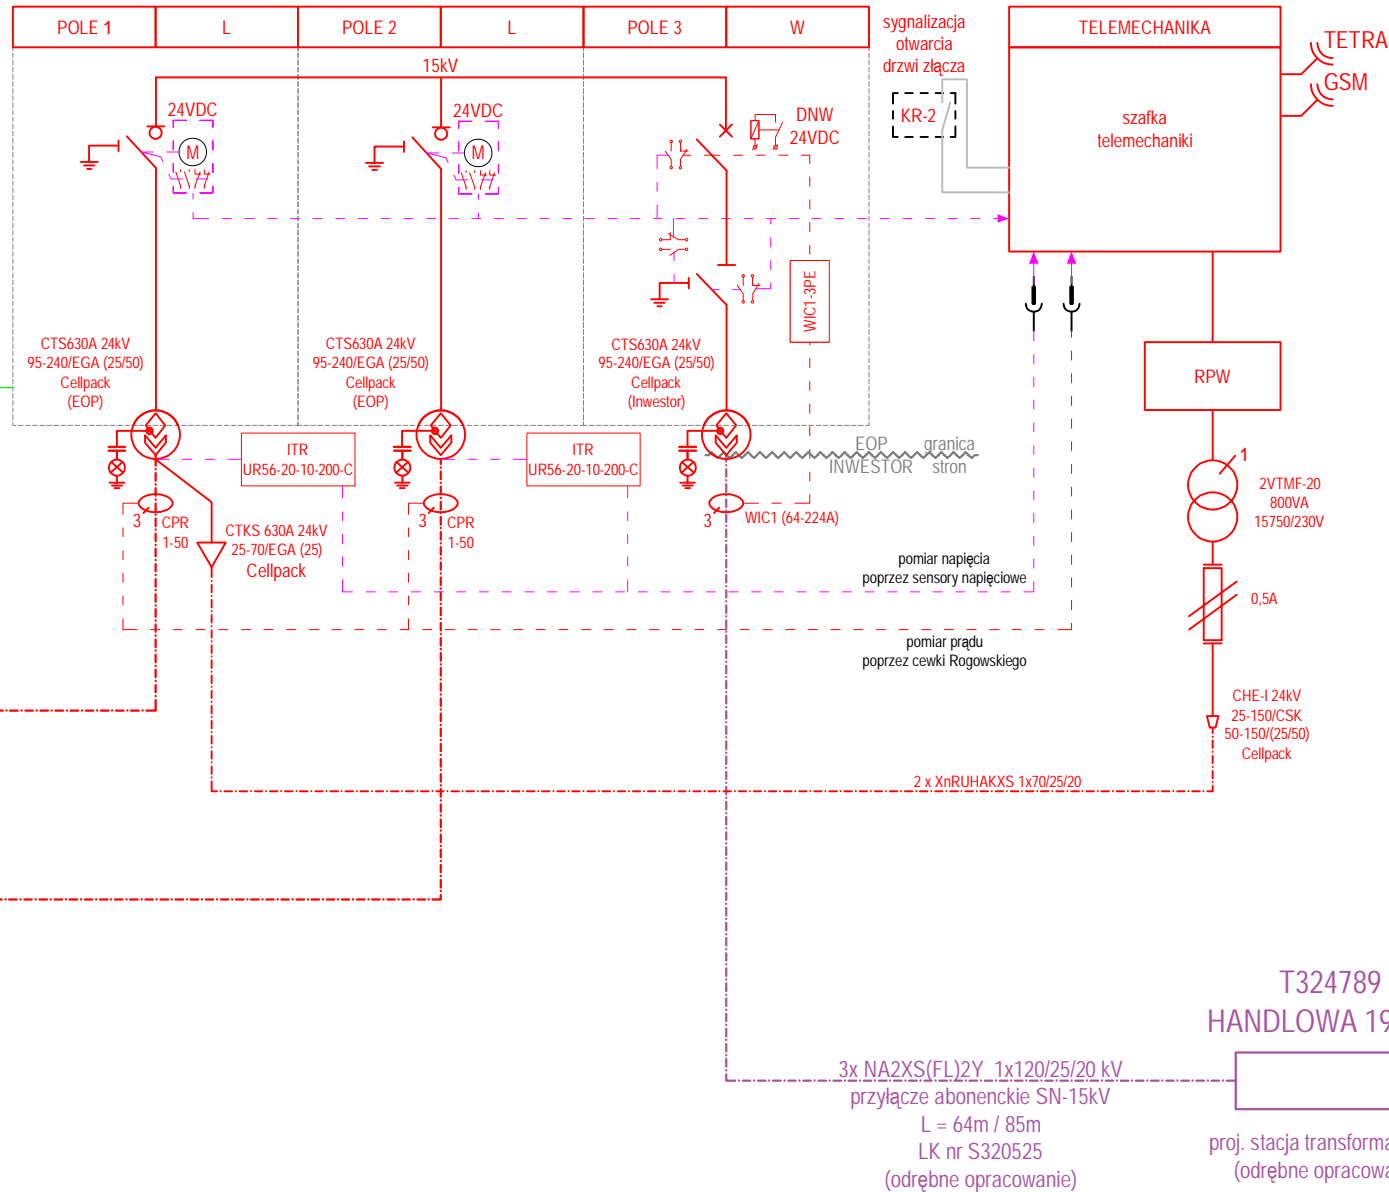 POLE 1
L
POLE 2
L
POLE 3
W
sygnalizacja
otwarcia
drzwi złącza
TELEMECHANIKA
TETRA
GSM
15kV
24VDC
M
24VDC
M
DNW
24VDC
KR-2
szafka
telemechaniki
WIC1-3PE
CTS630A 24kV
95-240/EGA (25/50)
Cellpack
(EOP)
CTS630A 24kV
95-240/EGA (25/50)
Cellpack
(EOP)
CTS630A 24kV
95-240/EGA (25/50)
Cellpack
(Inwestor)
RPW
ITR
UR56-20-10-200-C
ITR
UR56-20-10-200-C
EOP granica
INWESTOR stron
1
2VTMF-20
800VA
15750/230V
3
CPR
1-50
CTKS 630A 24kV
25-70/EGA (25)
Cellpack
3
CPR
1-50
3
WIC1 (64-224A)
pomiar napięcia
poprzez sensory napięciowe
0,5A
pomiar prądu
poprzez cewki Rogowskiego
CHE-I 24kV
25-150/CSK
50-150/(25/50)
Cellpack
2 x XnRUHAKXS 1x70/25/20
T324789
HANDLOWA 19
3x NA2XS(FL)2Y 1x120/25/20 kV
przyłącze abonenckie SN-15kV
L = 64m / 85m
LK nr S320525
(odrębne opracowanie)
proj. stacja transforma
(odrębne opracowa